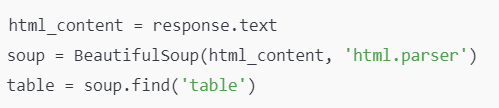 html_content = response.text
soup = BeautifulSoup(html_content, 'html.parser')
table = soup.find('table')